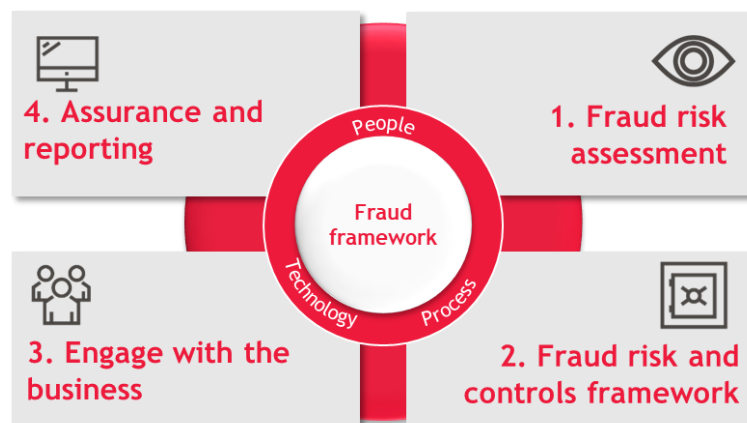 4. Assurance and
reporting
1. Fraud risk
assessment
People
Fraud
framework
Technology
Process
3. Engage with the
business
2. Fraud risk and
controls framework